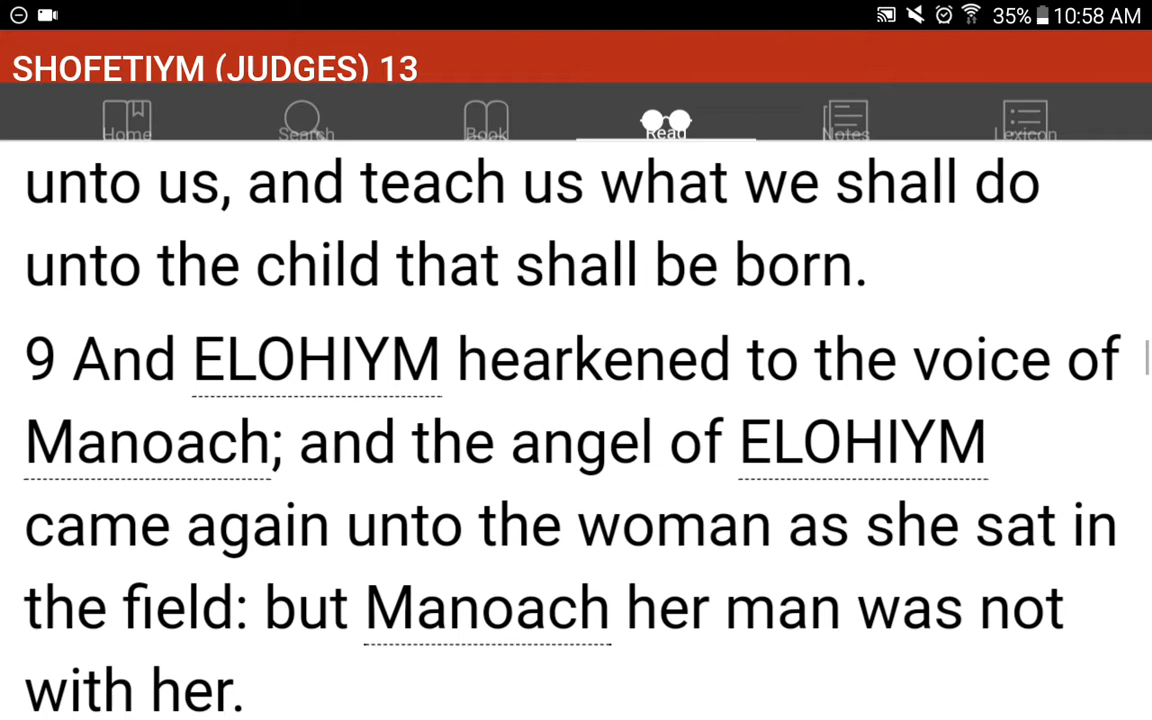 35% 10:58 AM
SHOFETIYM (JUDGES) 13
Home Search Book Read Notes Lexicon
unto us, and teach us what we shall do
unto the child that shall be born.
9 And ELOHIYM hearkened to the voice of
Manoach; and the angel of ELOHIYM
came again unto the woman as she sat in
the field: but Manoach her man was not
with her.